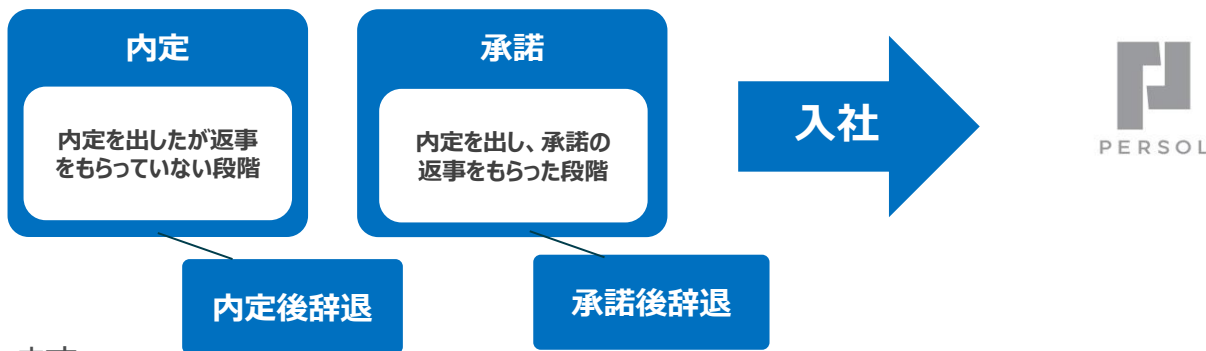 内定
内定を出したが返事
をもらっていない段階
承諾
内定を出し、承諾の
返事をもらった段階
入社
PERSOL
内定後辞退
承諾後辞退